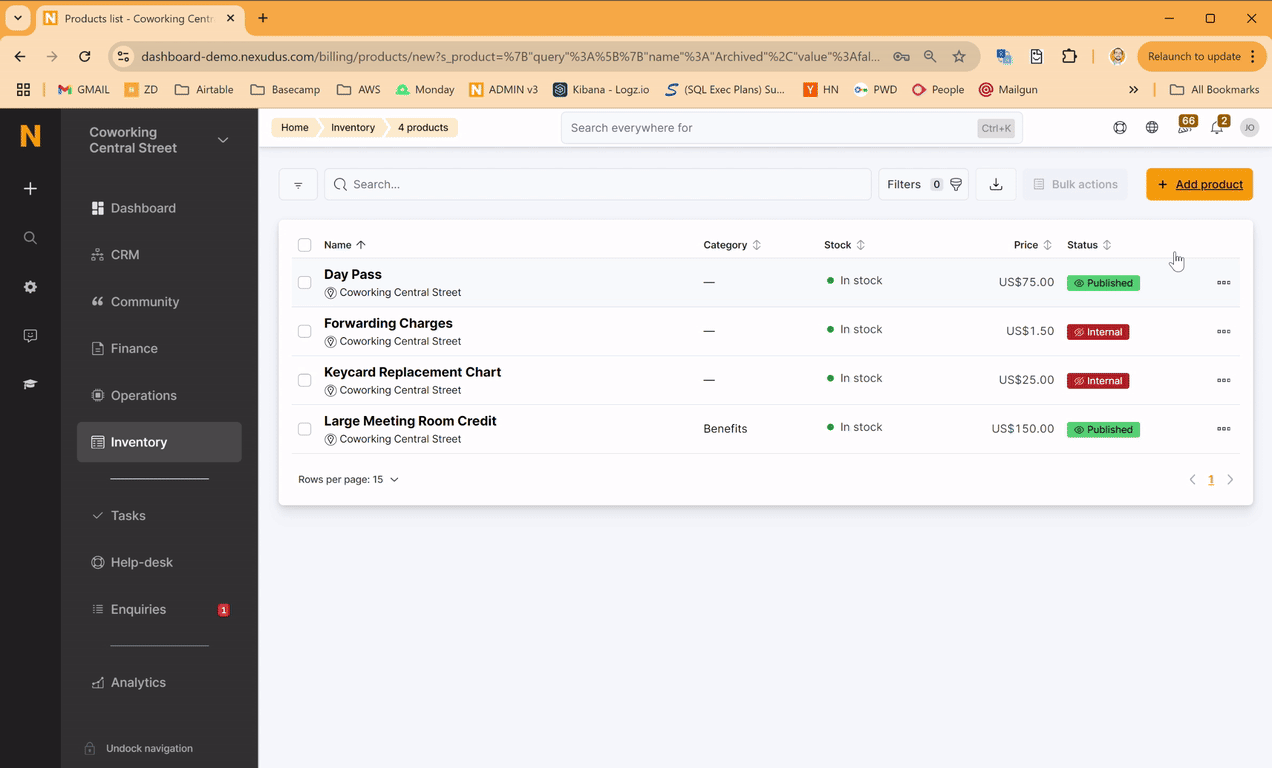 Products list - Coworking Centr
dashboard-demo.nexudus.com/billing/products/new?s_product=%7B"query"%3A%5B%7B"name"%3A"Archived"%2C"value"%3Afal...
Relaunch to update
GMAIL
ZD
Airtable
Basecamp
AWS
Monday
ADMIN v3
Kibana - Logz.io
(SQL Exec Plans) Su...
HN
PWD
People
Mailgun
All Bookmarks
N
Coworking
Central Street
Dashboard
CRM
Community
Finance
Operations
Inventory
Tasks
Help-desk
Enquiries 1
Analytics
Undock navigation
Home
Inventory
4 products
Search everywhere for
Ctrl+K
66
2
JO
Search...
Filters 0
Bulk actions
+ Add product
Name Category Stock Price Status
Day Pass
Coworking Central Street
— In stock US$75.00 Published
Forwarding Charges
Coworking Central Street
— In stock US$1.50 Internal
Keycard Replacement Chart
Coworking Central Street
— In stock US$25.00 Internal
Large Meeting Room Credit
Coworking Central Street
Benefits In stock US$150.00 Published
Rows per page: 15
1